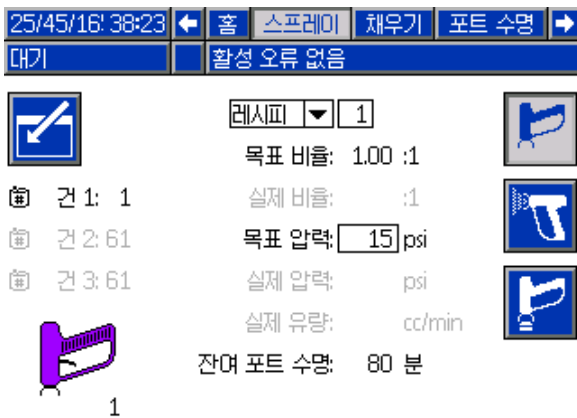 25/45/16 38:23 홈 스프레이 채우기 포트 수명
대기 활성 오류 없음
레시피 1
목표 비율: 1.00 :1
건 1: 1 실제 비율: :1
건 2: 61 목표 압력: 15 psi
건 3: 61 실제 압력: psi
실제 유량: cc/min
잔여 포트 수명: 80 분
1